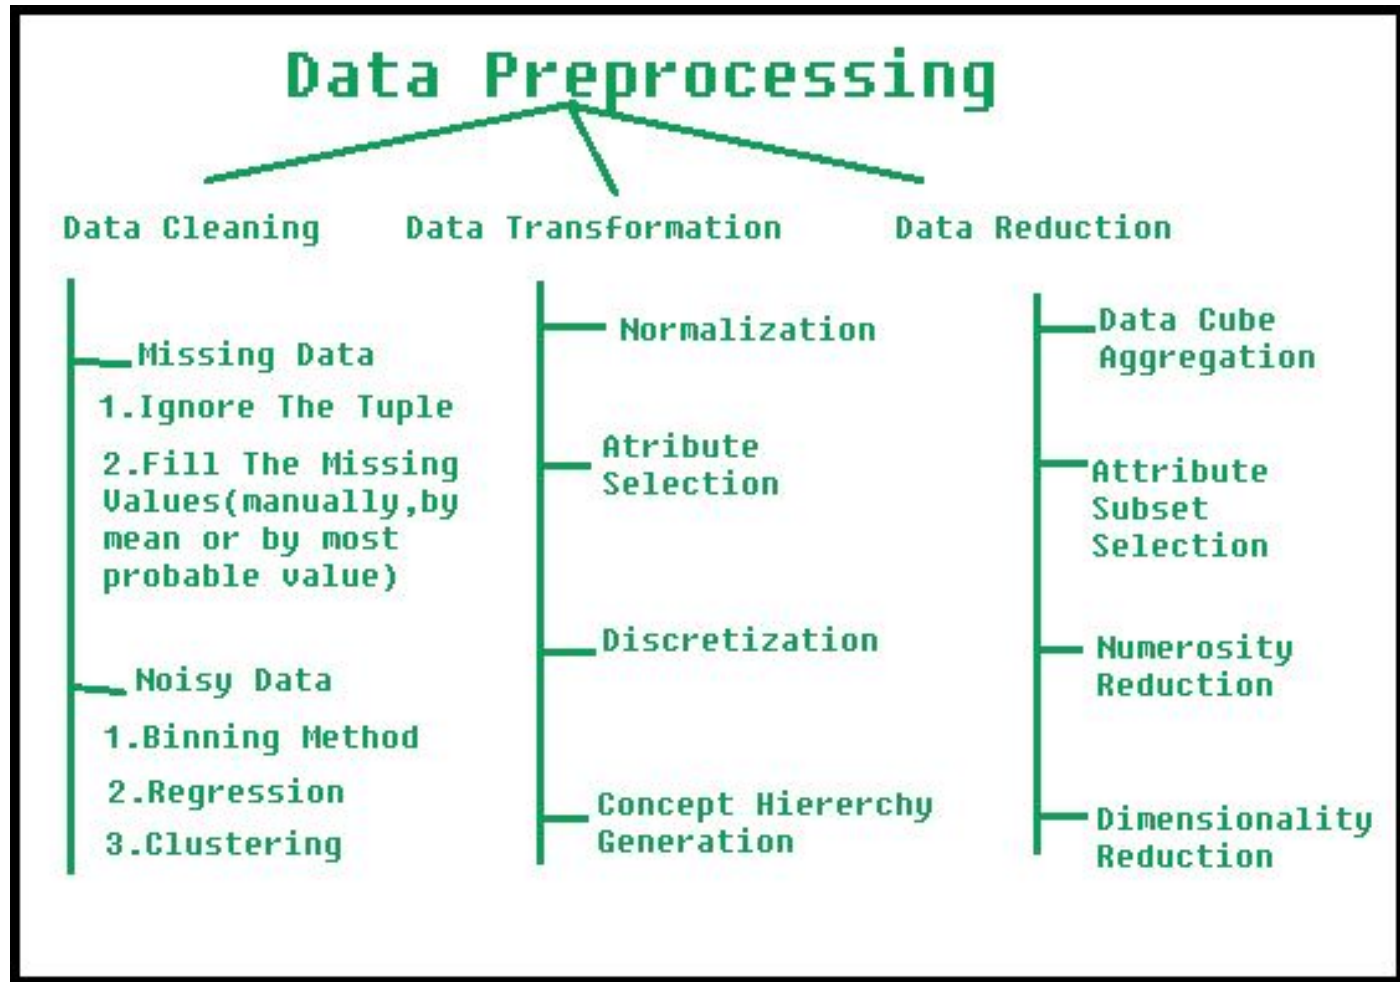 Data Preprocessing
Data Cleaning
Data Transformation
Data Reduction
Missing Data
1.Ignore The Tuple
2.Fill The Missing
Values(manually,by
mean or by most
probable value)
Noisy Data
1.Binning Method
2.Regression
3.Clustering
Normalization
Atribute
Selection
Discretization
Concept Hiererchy
Generation
Data Cube
Aggregation
Attribute
Subset
Selection
Numerosity
Reduction
Dimensionality
Reduction